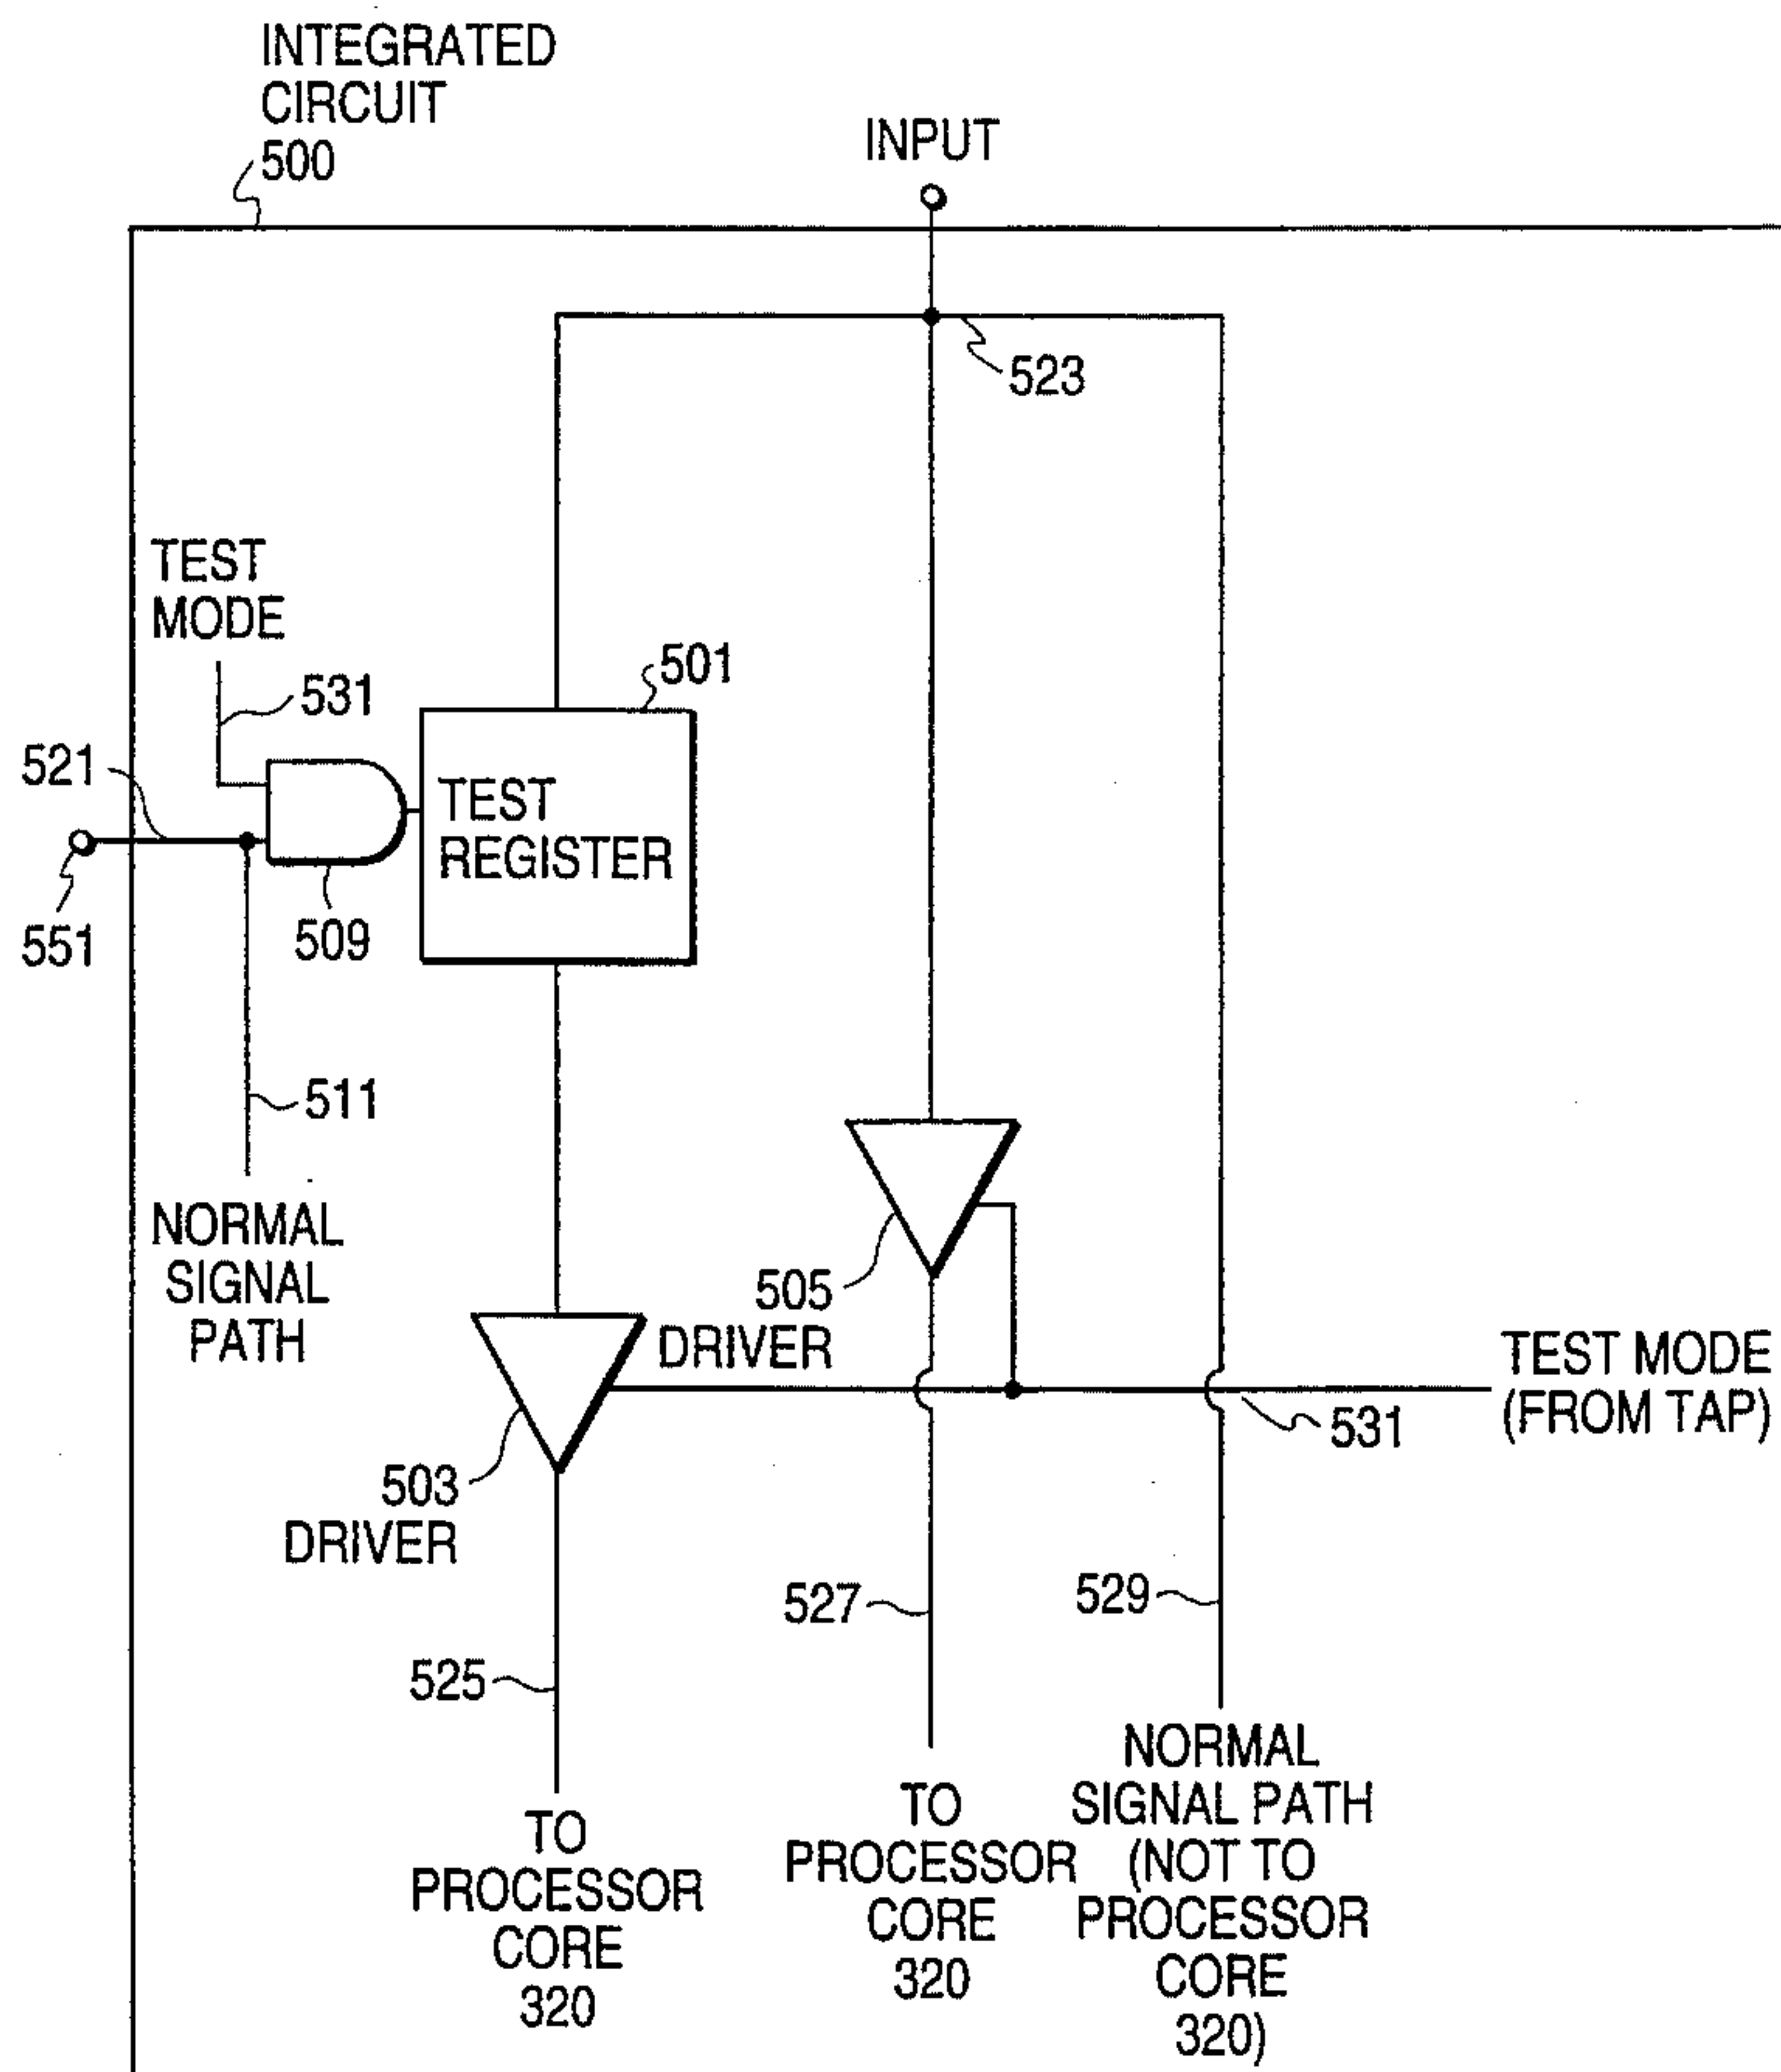 INTEGRATED
CIRCUIT
500
INPUT
523
TEST
MODE
531
501
521
TEST
REGISTER
551
509
511
NORMAL
SIGNAL
PATH
505
DRIVER
TEST MODE
(FROM TAP)
531
503
DRIVER
527
529
525
TO
PROCESSOR
CORE
320
TO
PROCESSOR
CORE
320
NORMAL
SIGNAL PATH
(NOT TO
PROCESSOR
CORE
320)